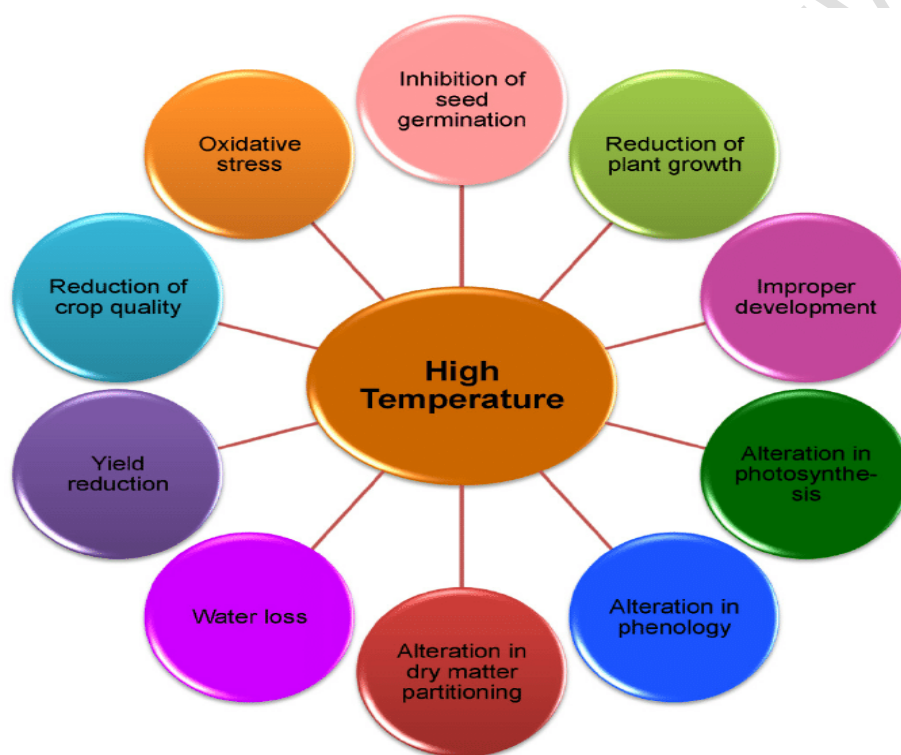 Inhibition of
seed
germination
Reduction of
plant growth
Improper
development
Alteration in
photosynthe-
sis
Alteration in
phenology
Alteration in
dry matter
partitioning
Water loss
Yield
reduction
Reduction of
crop quality
Oxidative
stress
High
Temperature